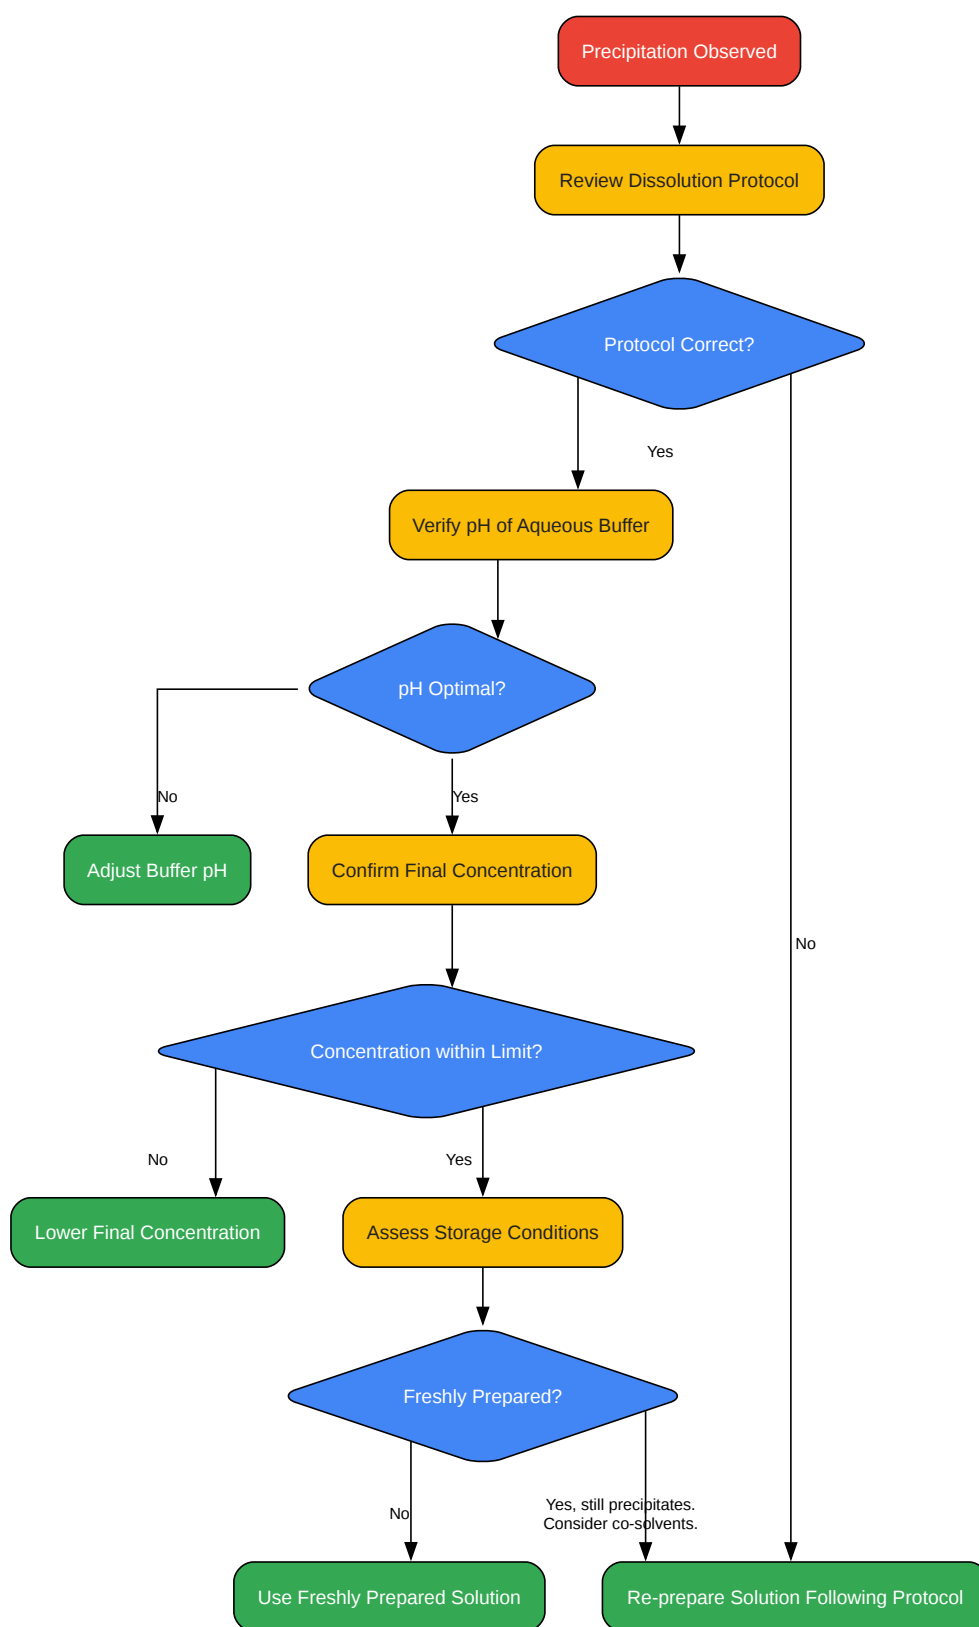 Precipitation Observed
Review Dissolution Protocol
Protocol Correct?
Yes
Verify pH of Aqueous Buffer
pH Optimal?
No
Yes
Adjust Buffer pH
Confirm Final Concentration
No
Concentration within Limit?
No
Yes
Lower Final Concentration
Assess Storage Conditions
Freshly Prepared?
No
Yes, still precipitates.
Consider co-solvents.
Use Freshly Prepared Solution
Re-prepare Solution Following Protocol